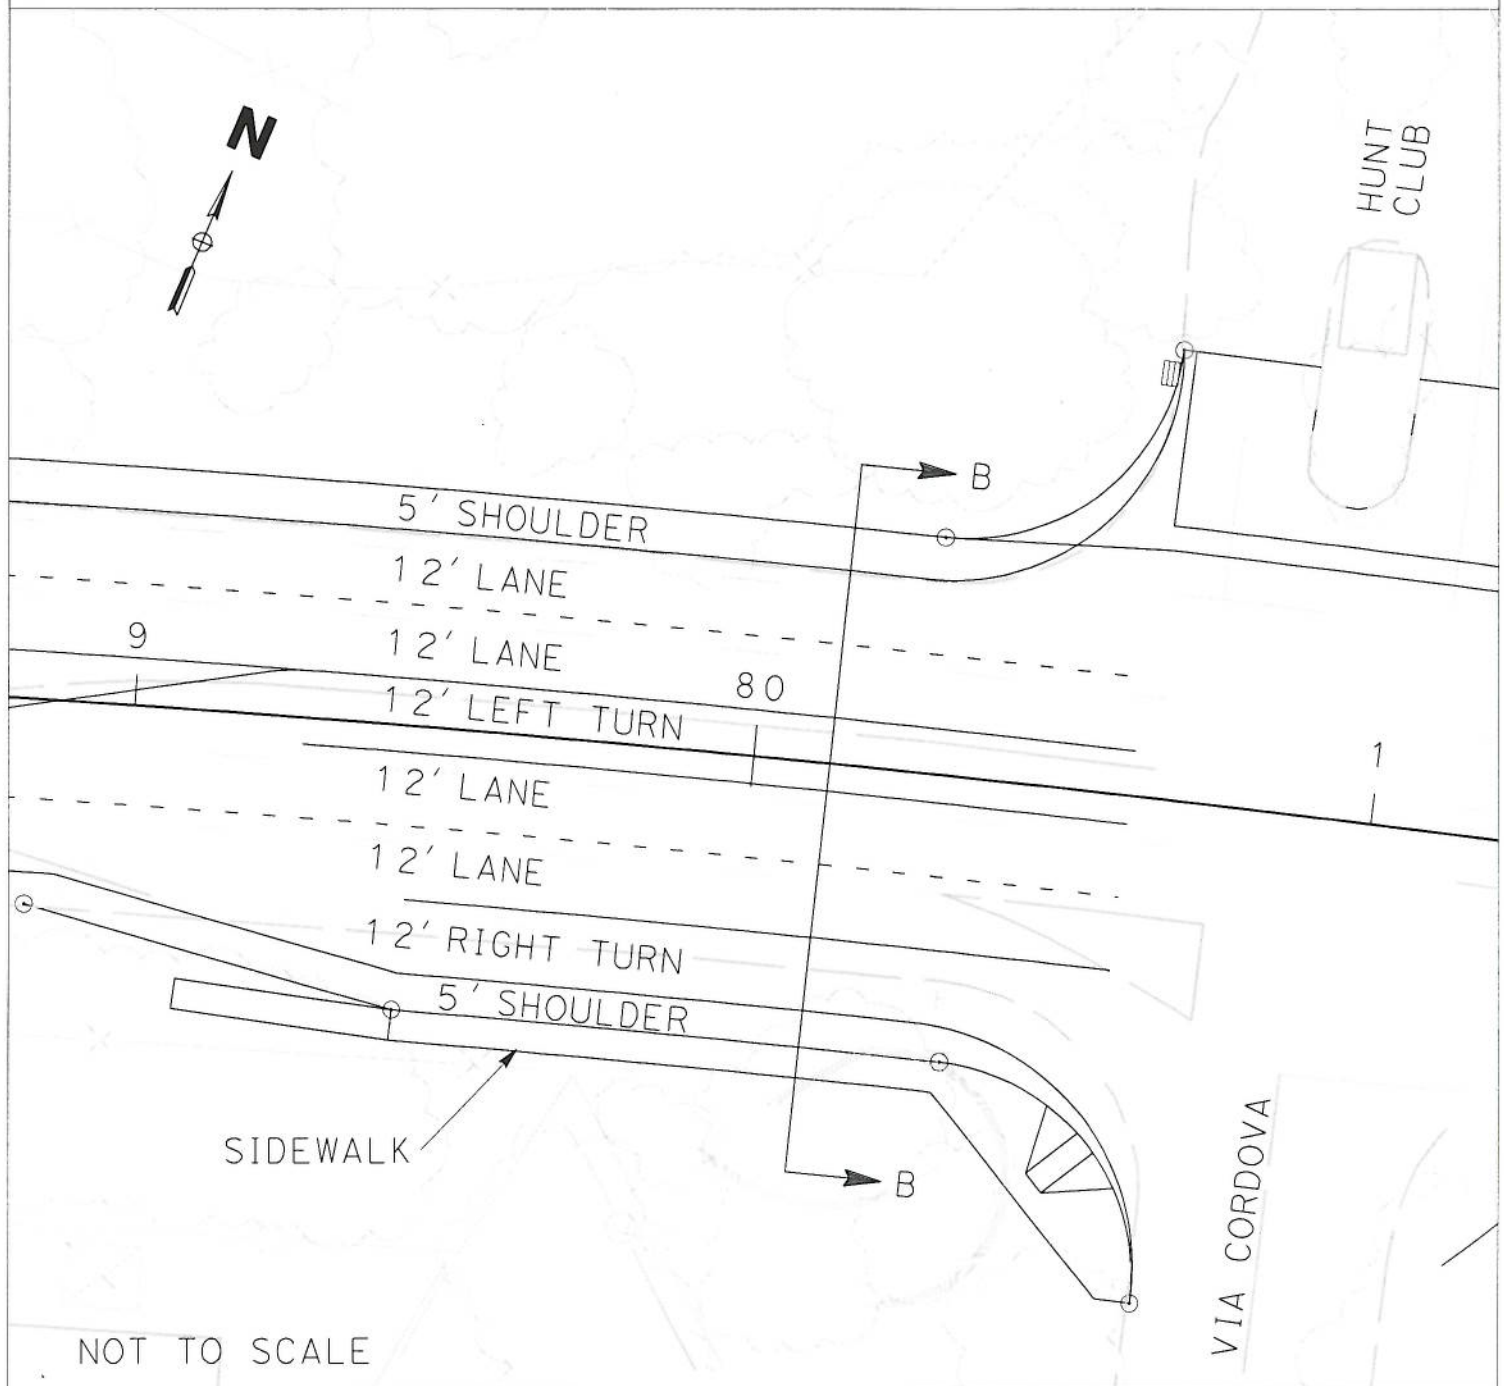 N
HUNT
CLUB
B
5' SHOULDER
12' LANE
9
12' LANE
80
12' LEFT TURN
1
12' LANE
12' LANE
12' RIGHT TURN
5' SHOULDER
SIDEWALK
B
VIA CORDOVA
NOT TO SCALE